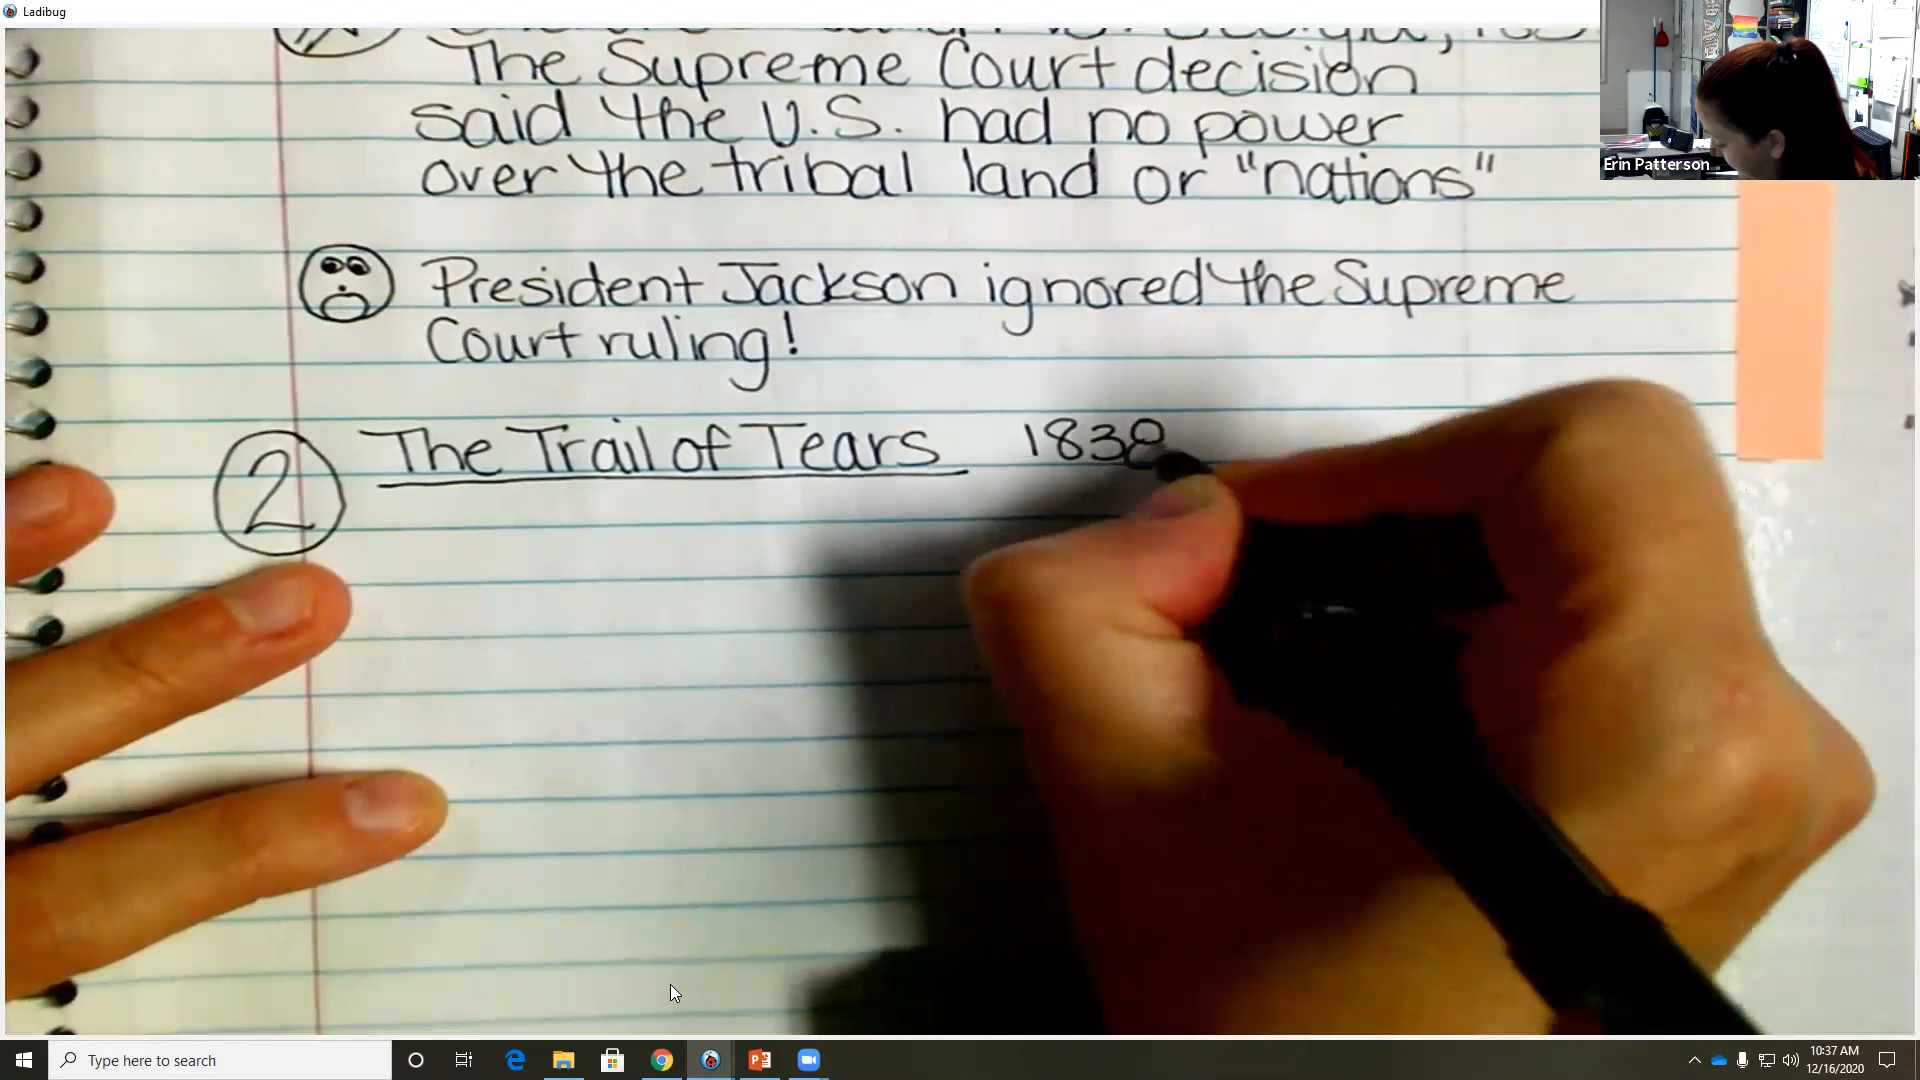 Ladibug
The Supreme Court decision
said the U.S. had no power
over the tribal land or "nations"
Erin Patterson
President Jackson ignored the Supreme
Court ruling!
2 The Trail of Tears 1838
Type here to search
10:37 AM
12/16/2020